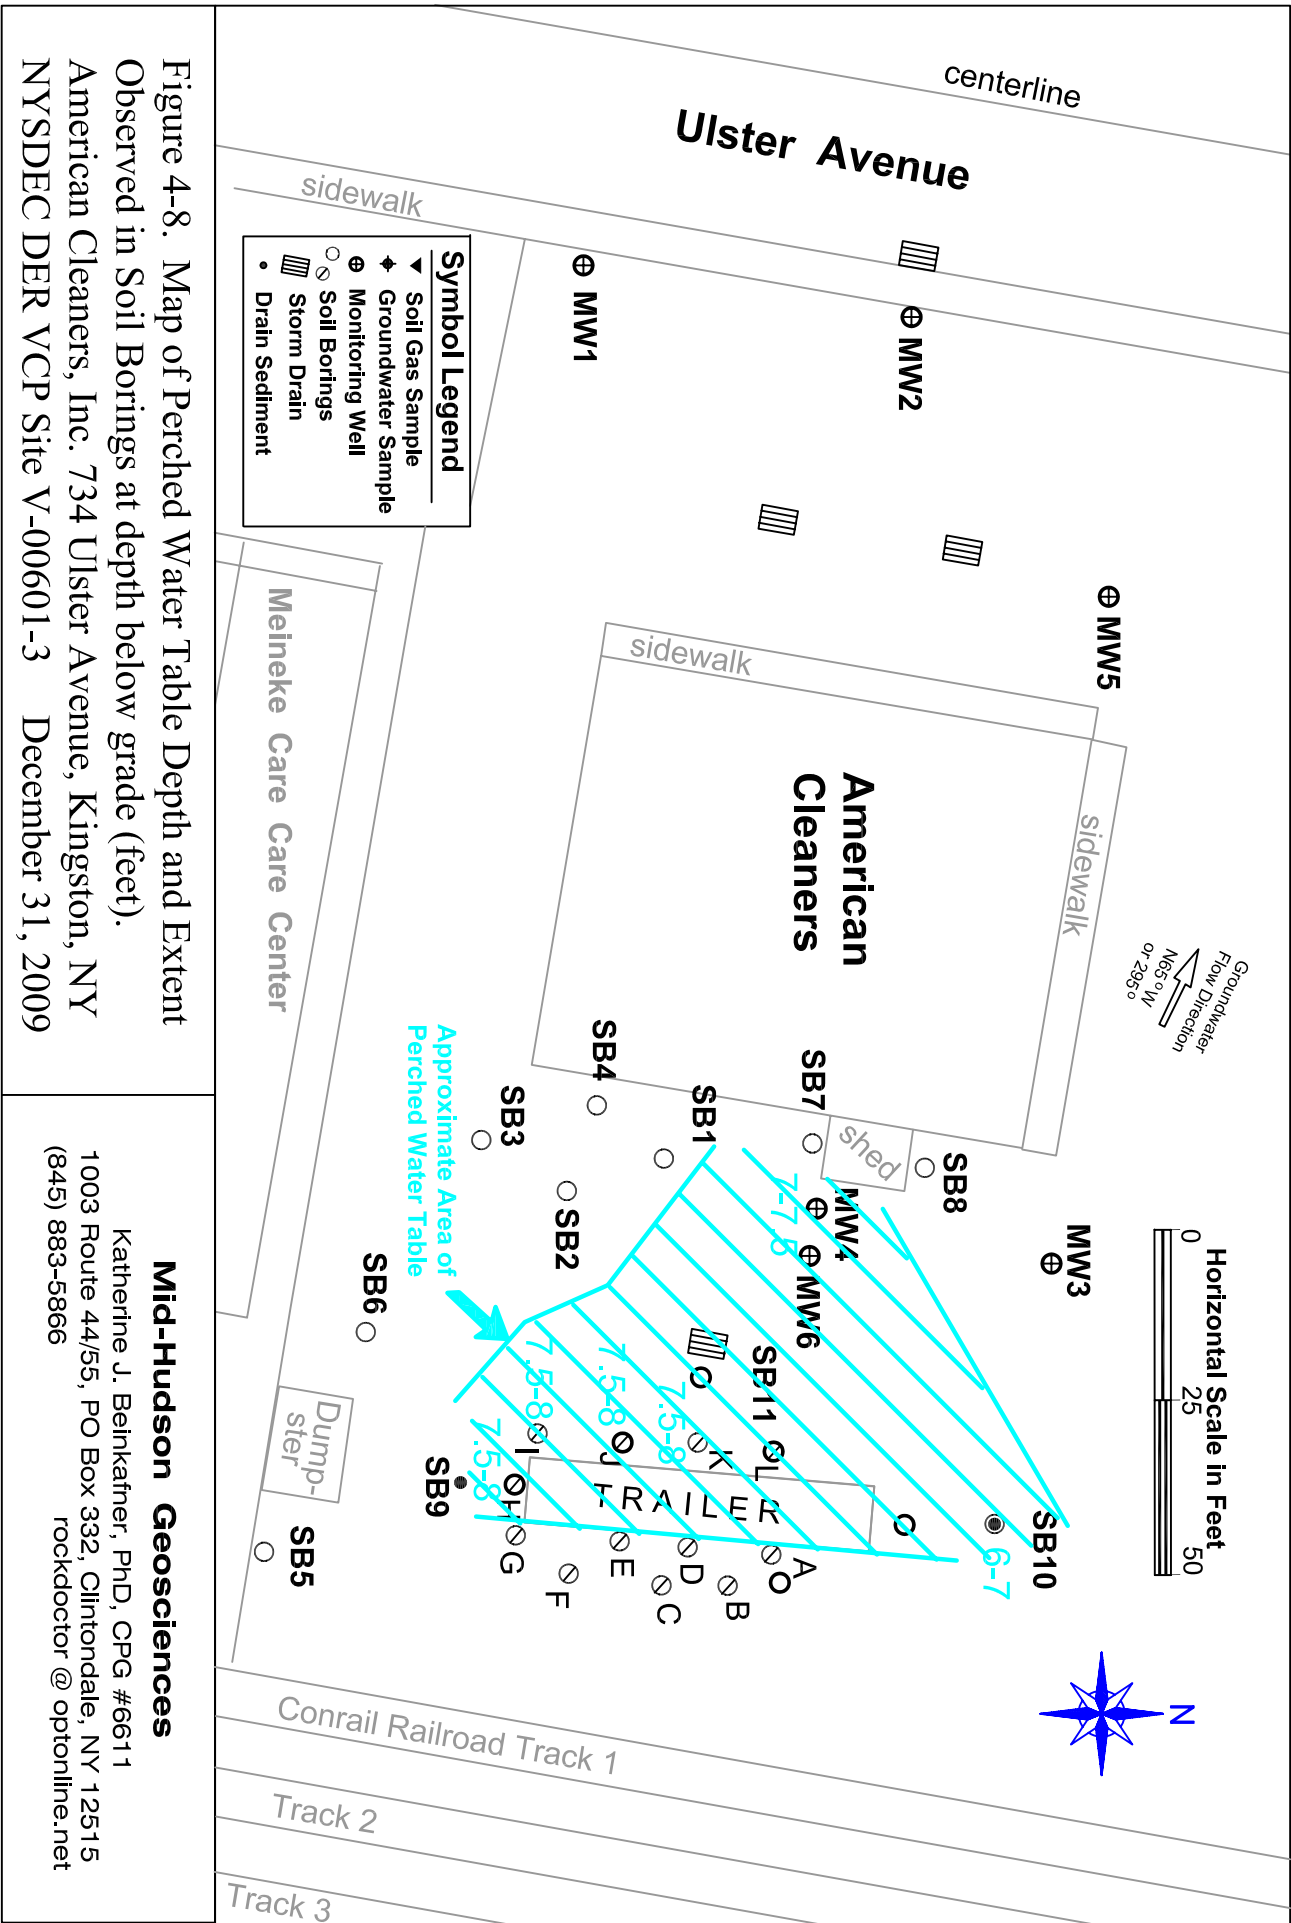 centerline
Ulster Avenue
sidewalk
MW1
MW2
MW5
Symbol Legend
Soil Gas Sample
Groundwater Sample
Monitoring Well
Soil Borings
Storm Drain
Drain Sediment
sidewalk
sidewalk
American
Cleaners
Meineke Care Care Center
Groundwater
Flow Direction
N65° W
or 295°
Horizontal Scale in Feet
0 25 50
N
SB4
SB3
SB1
SB7
shed
SB8
MW4
MW3
MW6
SB2
SB6
Approximate Area of
Perched Water Table
7-7.5
7.5-8
7.5-8
7.5-8
7.5-8
6-7
SB11
SB10
SB9
SB5
L
K
J
I
H
G
F
E
D
C
B
A
TRAILER
Dump-
ster
Conrail Railroad Track 1
Track 2
Track 3
Figure 4-8. Map of Perched Water Table Depth and Extent
Observed in Soil Borings at depth below grade (feet).
American Cleaners, Inc. 734 Ulster Avenue, Kingston, NY
NYSDEC DER VCP Site V-00601-3 December 31, 2009
Mid-Hudson Geosciences
Katherine J. Beinkafner, PhD, CPG #6611
1003 Route 44/55, PO Box 332, Clintondale, NY 12515
(845) 883-5866 rockdoctor @ optonline.net